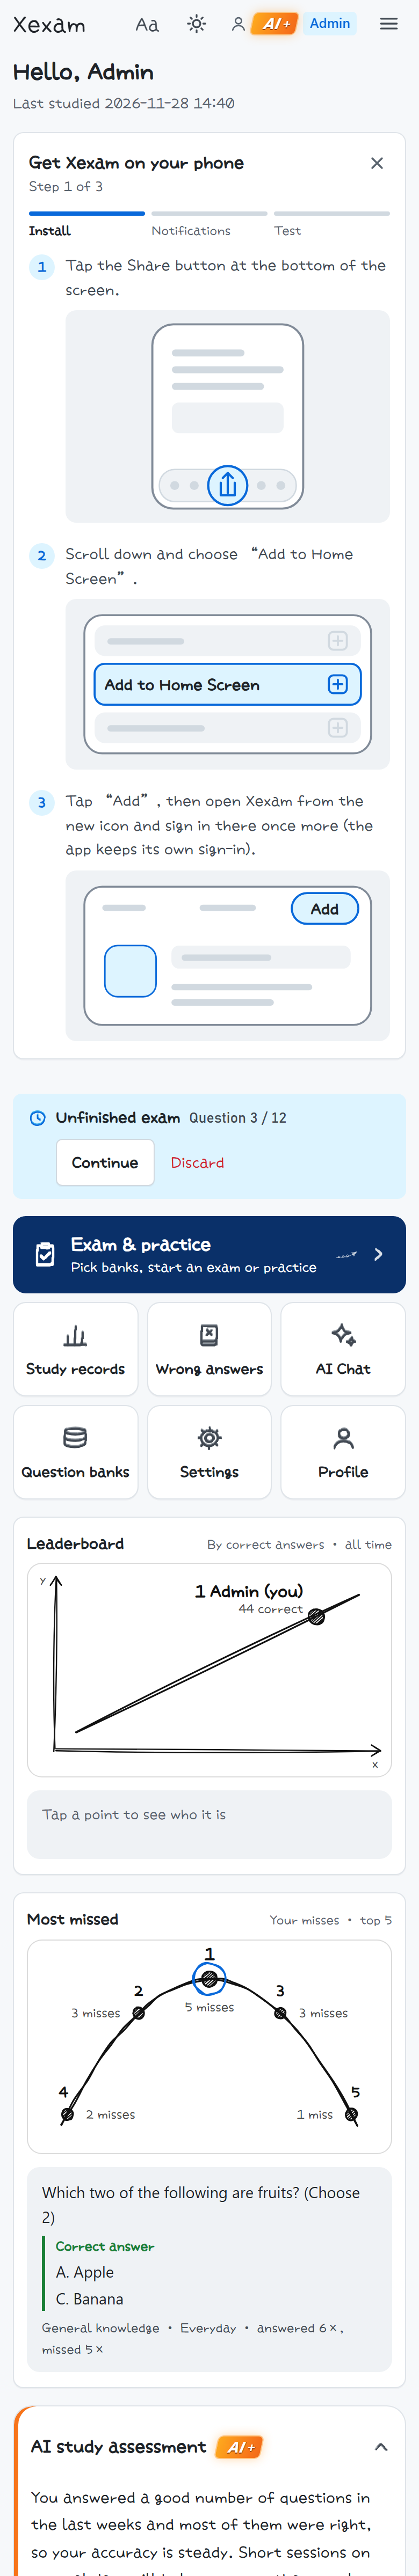 Xexam Aa AI+ Admin
Hello, Admin
Last studied 2026-11-28 14:40
Get Xexam on your phone
Step 1 of 3
Install Notifications Test
1 Tap the Share button at the bottom of the
screen.
2 Scroll down and choose “Add to Home
Screen”.
Add to Home Screen
3 Tap “Add”, then open Xexam from the
new icon and sign in there once more (the
app keeps its own sign-in).
Add
Unfinished exam Question 3 / 12
Continue Discard
Exam & practice
Pick banks, start an exam or practice
Study records Wrong answers AI Chat
Question banks Settings Profile
Leaderboard By correct answers • all time
y
1 Admin (you)
44 correct
x
Tap a point to see who it is
Most missed Your misses • top 5
1
5 misses
2
3 misses
3
3 misses
4
2 misses
5
1 miss
Which two of the following are fruits? (Choose
2)
Correct answer
A. Apple
C. Banana
General knowledge • Everyday • answered 6×,
missed 5×
AI study assessment AI+
You answered a good number of questions in
the last weeks and most of them were right,
so your accuracy is steady. Short sessions on